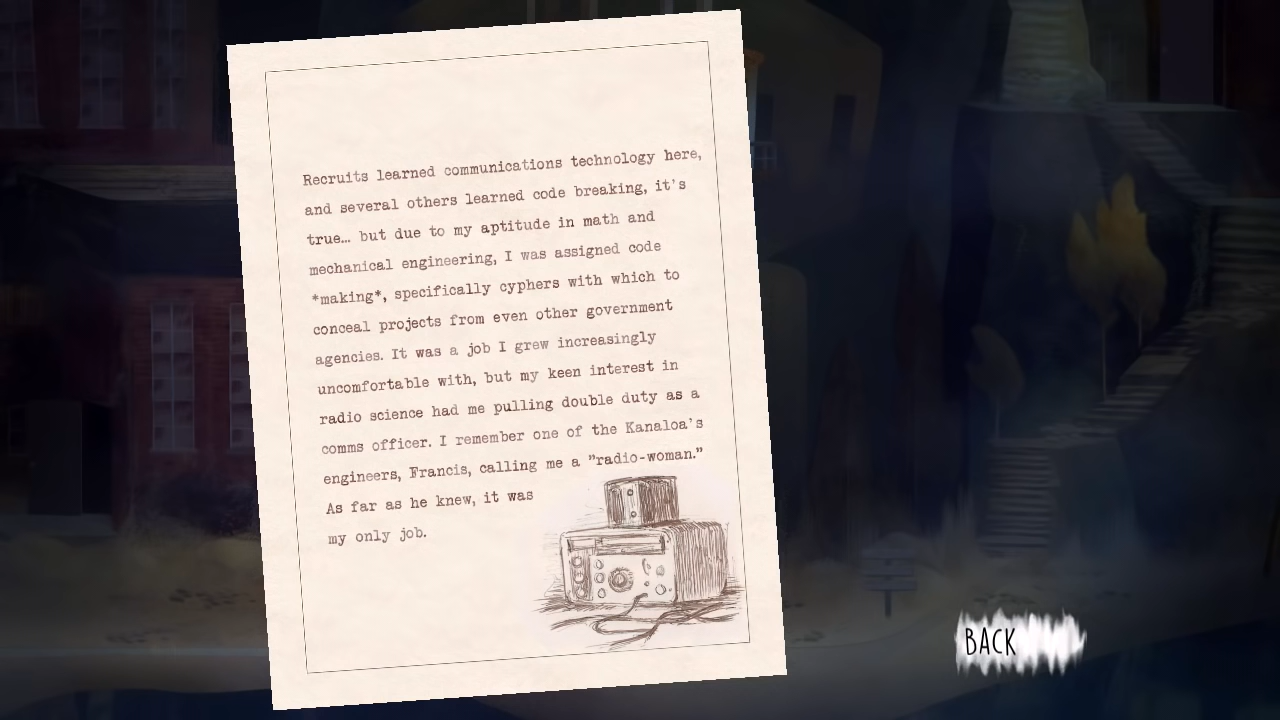 Recruits learned communications technology here,
and several others learned code breaking, it's
true… but due to my aptitude in math and
mechanical engineering, I was assigned code
*making*, specifically cyphers with which to
conceal projects from even other government
agencies. It was a job I grew increasingly
uncomfortable with, but my keen interest in
radio science had me pulling double duty as a
comms officer. I remember one of the Kanaloa's
engineers, Francis, calling me a "radio-woman."
As far as he knew, it was
my only job.
BACK